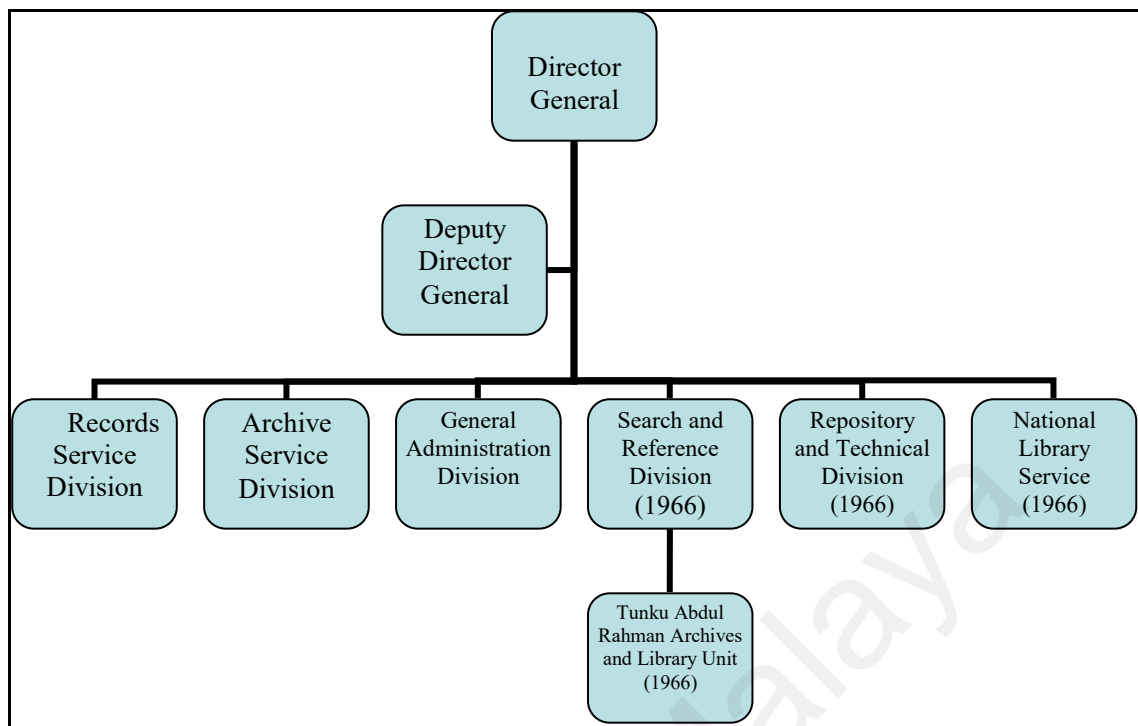 Director
General
Deputy
Director
General
Records
Service
Division
Archive
Service
Division
General
Administration
Division
Search and
Reference
Division
(1966)
Repository
and Technical
Division
(1966)
National
Library
Service
(1966)
Tunku Abdul
Rahman Archives
and Library Unit
(1966)